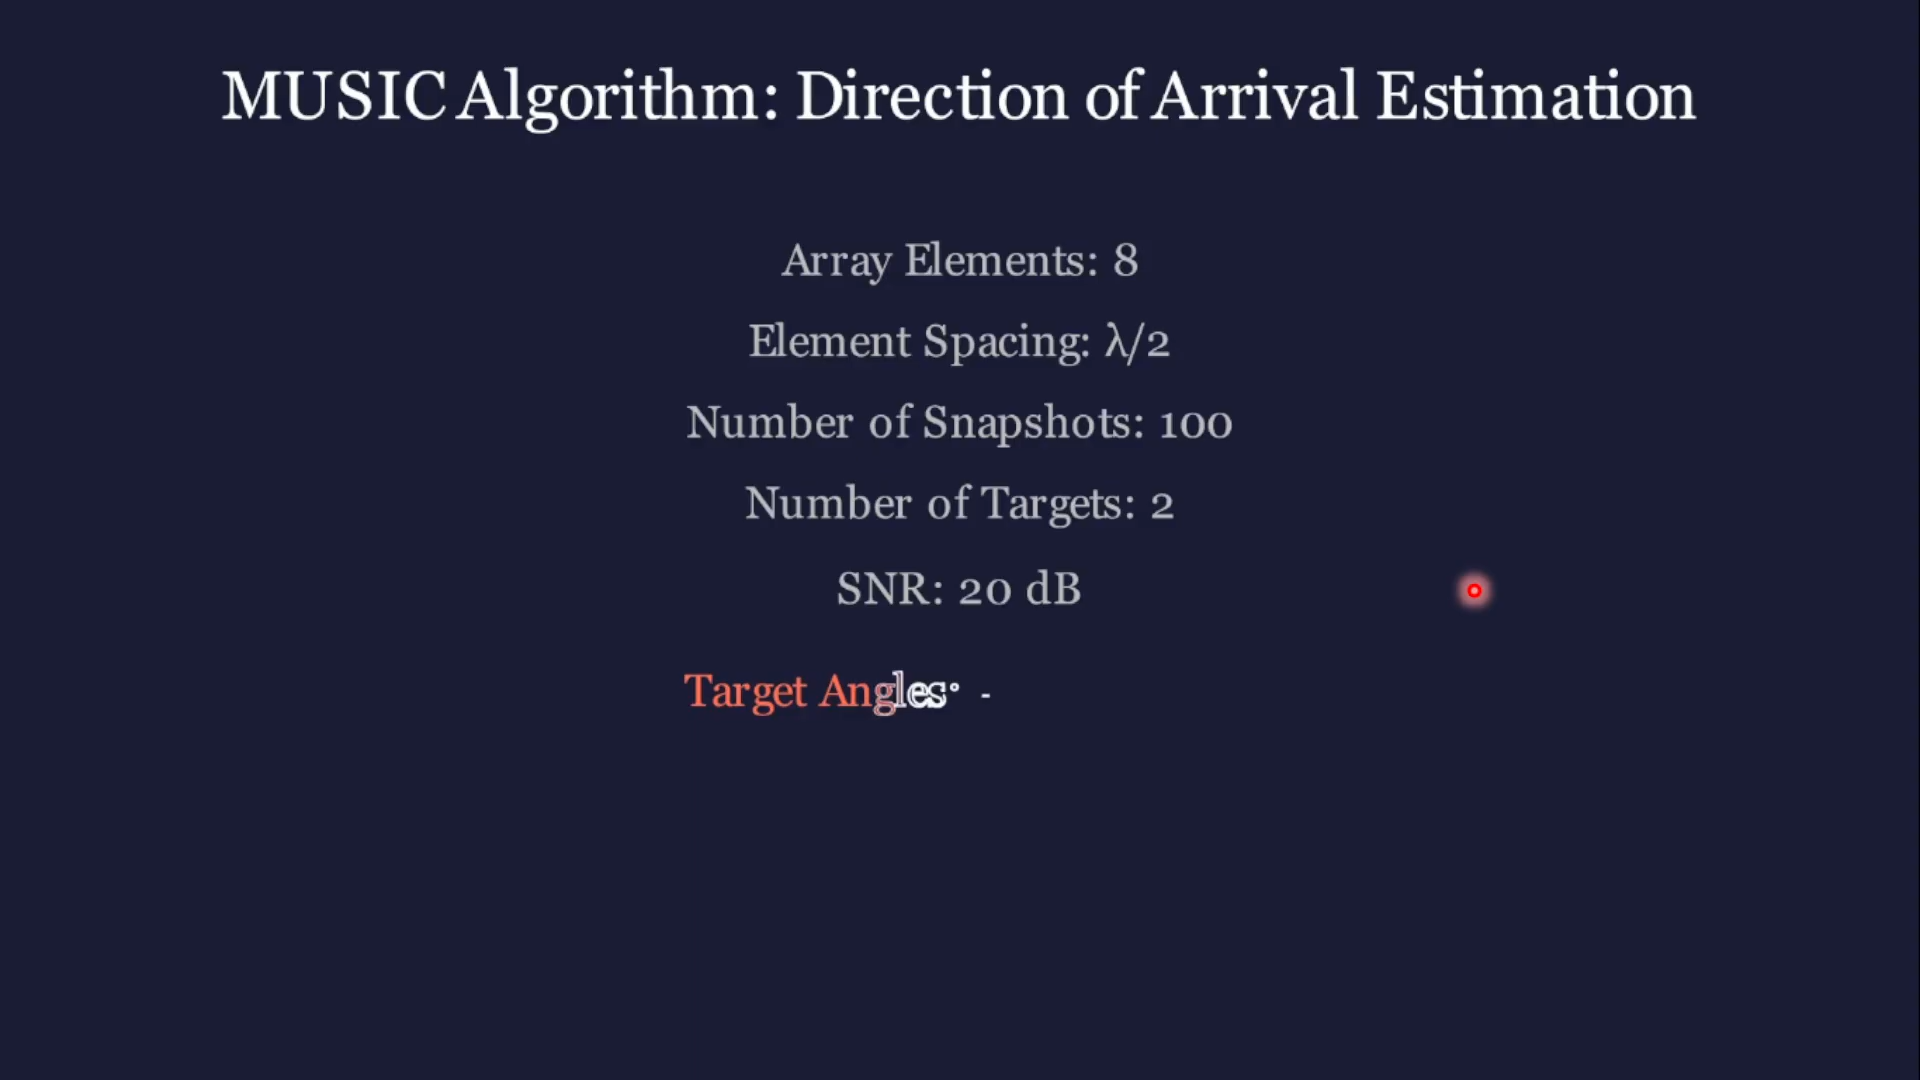 MUSIC Algorithm: Direction of Arrival Estimation
Array Elements: 8
Element Spacing: λ/2
Number of Snapshots: 100
Number of Targets: 2
SNR: 20 dB
Target Angles